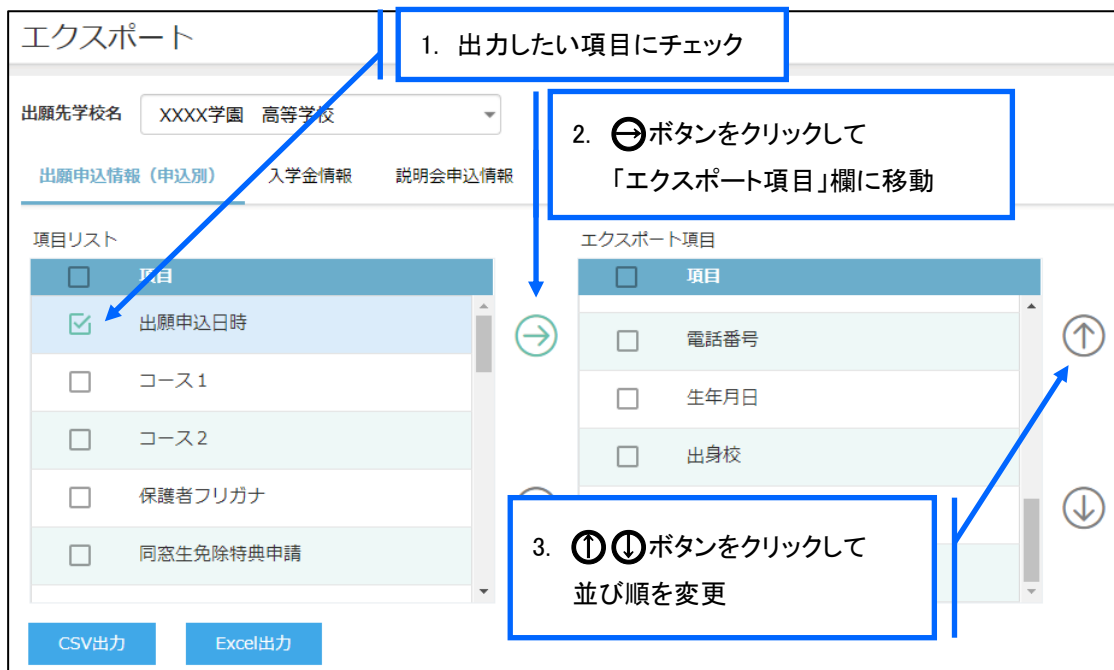 エクスポート
1. 出力したい項目にチェック
出願先学校名
XXXX学園 高等学校
2. ⊖ボタンをクリックして
「エクスポート項目」欄に移動
出願申込情報（申込別）
入学金情報
説明会申込情報
項目リスト
項目
出願申込日時
コース1
コース2
保護者フリガナ
同窓生免除特典申請
エクスポート項目
項目
電話番号
生年月日
出身校
3. ボタンをクリックして
並び順を変更
CSV出力
Excel出力